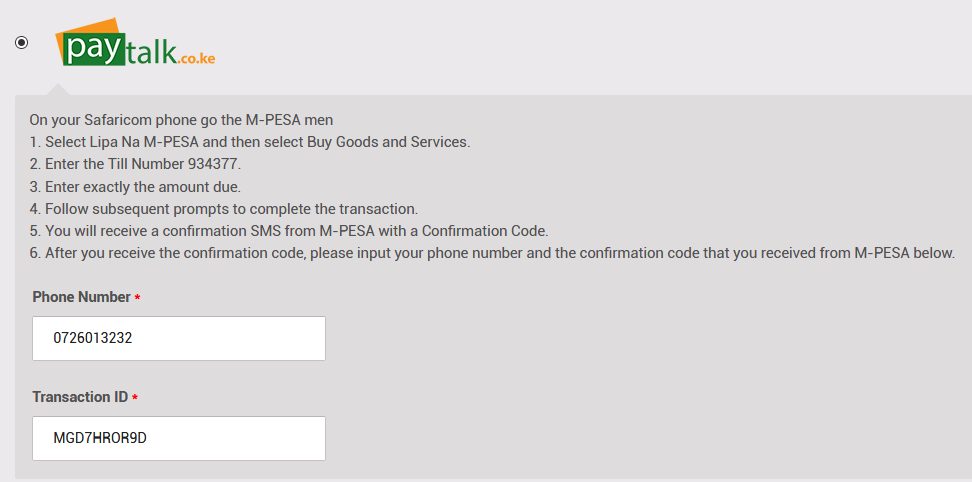 paytalk.co.ke
On your Safaricom phone go the M-PESA men
1. Select Lipa Na M-PESA and then select Buy Goods and Services.
2. Enter the Till Number 934377.
3. Enter exactly the amount due.
4. Follow subsequent prompts to complete the transaction.
5. You will receive a confirmation SMS from M-PESA with a Confirmation Code.
6. After you receive the confirmation code, please input your phone number and the confirmation code that you received from M-PESA below.
Phone Number *
0726013232
Transaction ID *
MGD7HROR9D